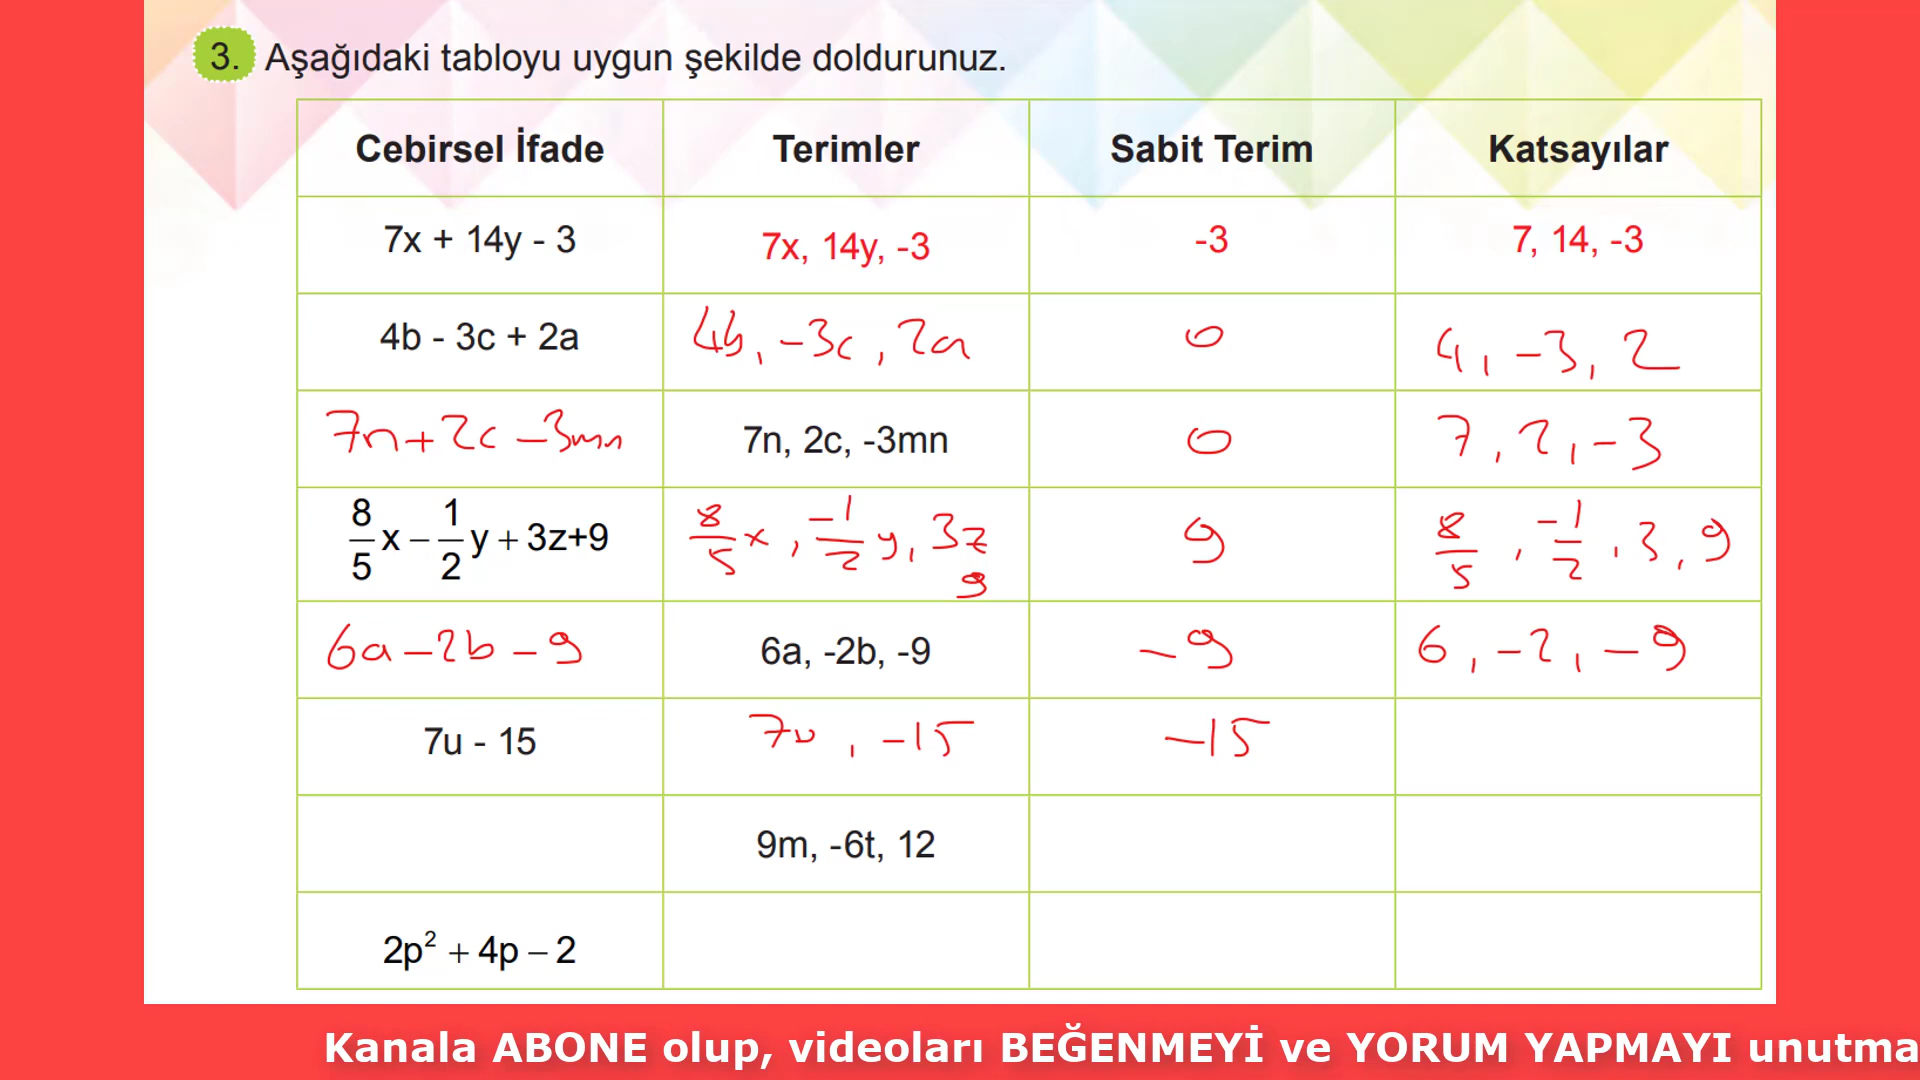 3. Aşağıdaki tabloyu uygun şekilde doldurunuz.
Cebirsel İfade Terimler Sabit Terim Katsayılar
7x + 14y - 3 7x, 14y, -3 -3 7, 14, -3
4b - 3c + 2a 4b, -3c, 2a 0 4, -3, 2
7n+2c-3mn 7n, 2c, -3mn 0 7, 2, -3
8/5 x − 1/2 y + 3z+9 8/5 x, -1/2 y, 3z 9 9 8/5, -1/2, 3, 9
6a-2b-9 6a, -2b, -9 -9 6, -2, -9
7u - 15 7u, -15 -15
9m, -6t, 12
2p² + 4p − 2
Kanala ABONE olup, videoları BEĞENMEYİ ve YORUM YAPMAYI unutma